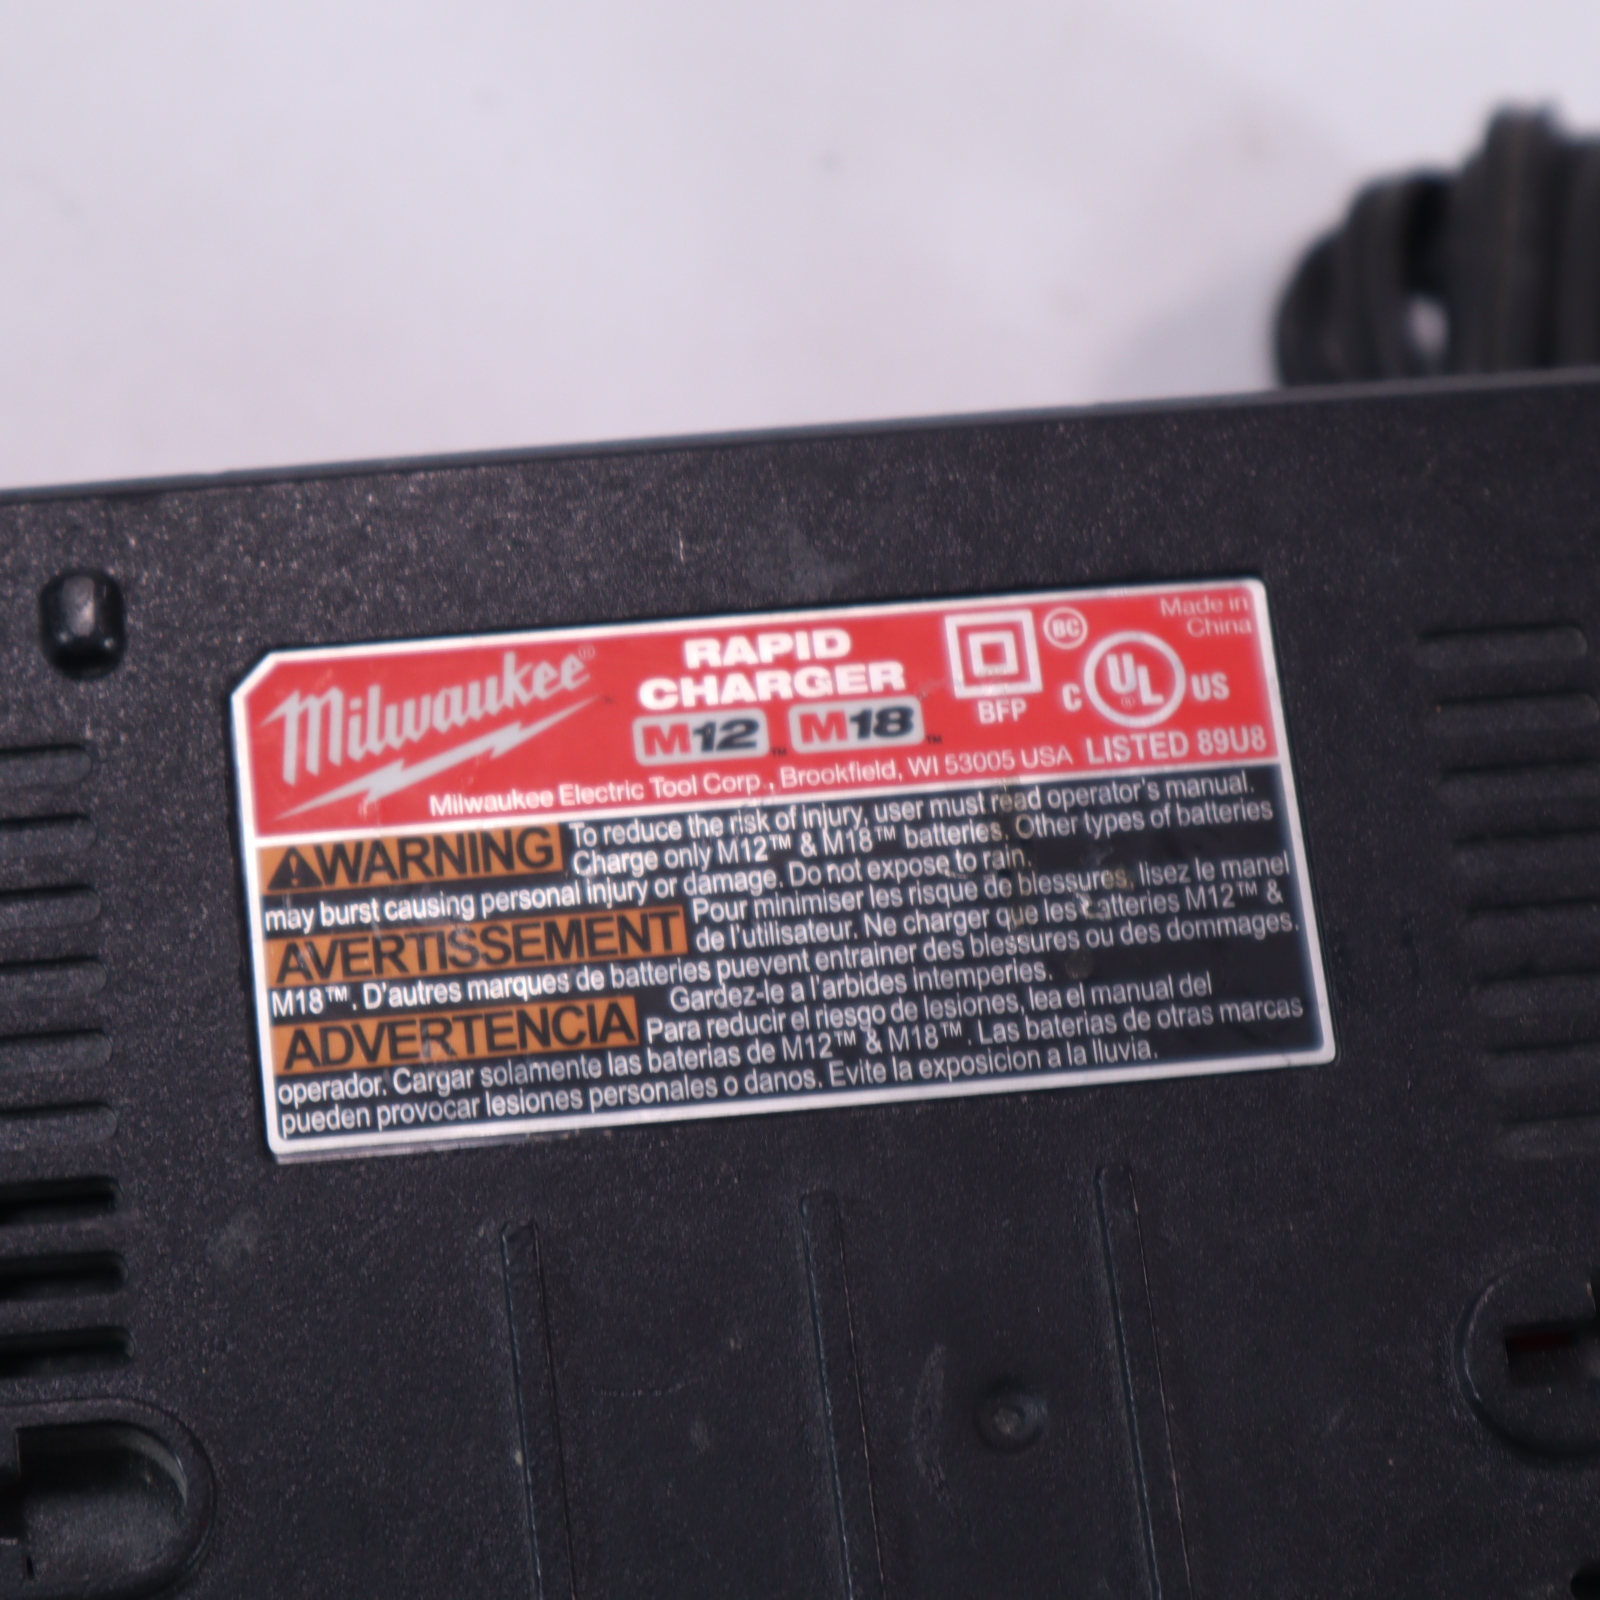 Milwaukee®
RAPID
CHARGER
M12™ M18™
BFP
BC
Made in
China
C UL® US
LISTED 89U8
Milwaukee Electric Tool Corp., Brookfield, WI 53005 USA
WARNING To reduce the risk of injury, user must read operator's manual.
Charge only M12™ & M18™ batteries. Other types of batteries
may burst causing personal injury or damage. Do not expose to rain.
AVERTISSEMENT Pour minimiser les risque de blessures, lisez le manel
de l'utilisateur. Ne charger que les batteries M12™ &
M18™. D'autres marques de batteries puevent entrainer des blessures ou des dommages.
Gardez-le a l'arbides intemperies.
ADVERTENCIA Para reducir el riesgo de lesiones, lea el manual del
operador. Cargar solamente las baterias de M12™ & M18™. Las baterias de otras marcas
pueden provocar lesiones personales o danos. Evite la exposicion a la lluvia.